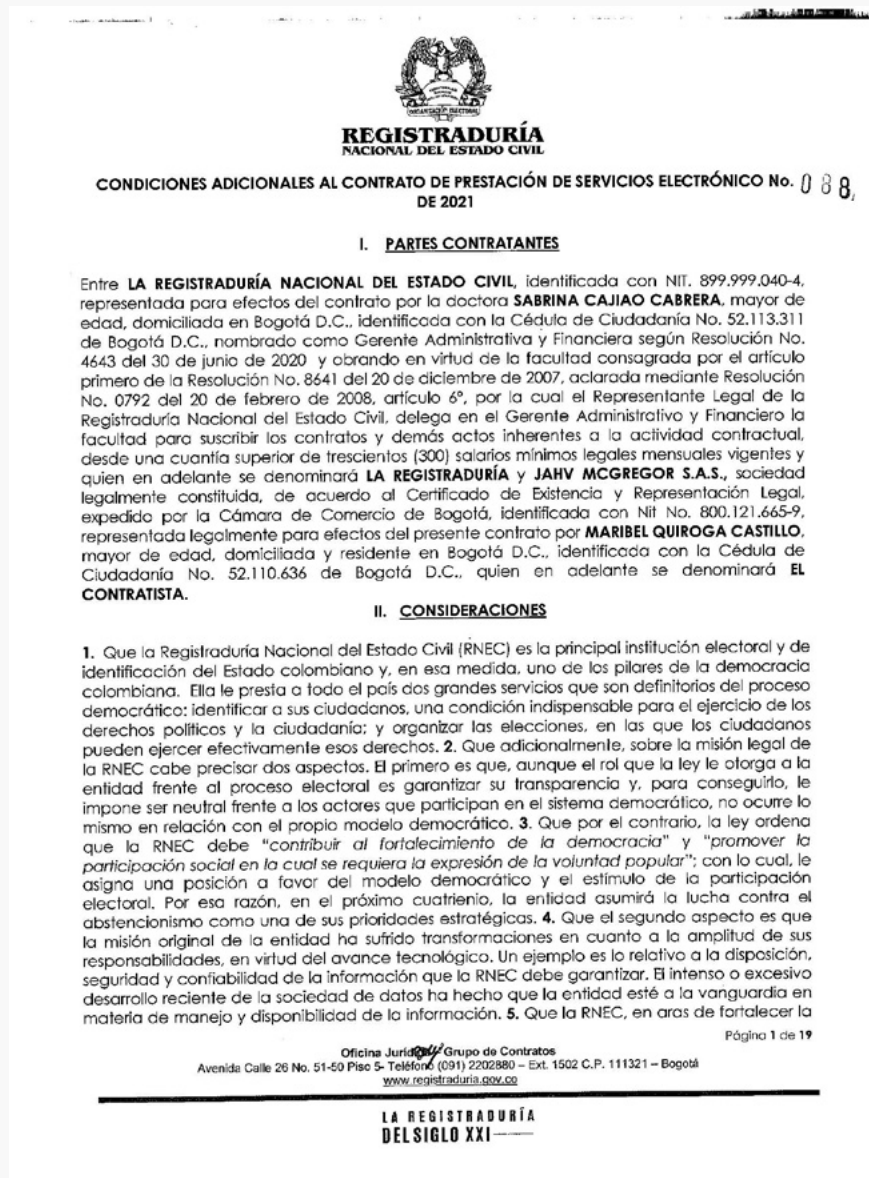 REGISTRADURÍA
NACIONAL DEL ESTADO CIVIL
CONDICIONES ADICIONALES AL CONTRATO DE PRESTACIÓN DE SERVICIOS ELECTRÓNICO No. 088
DE 2021
I. PARTES CONTRATANTES
Entre LA REGISTRADURÍA NACIONAL DEL ESTADO CIVIL, identificada con NIT. 899.999.040-4,
representada para efectos del contrato por la doctora SABRINA CAJIAO CABRERA, mayor de
edad, domiciliada en Bogotá D.C., identificada con la Cédula de Ciudadanía No. 52.113.311
de Bogotá D.C., nombrado como Gerente Administrativa y Financiera según Resolución No.
4643 del 30 de junio de 2020 y obrando en virtud de la facultad consagrada por el artículo
primero de la Resolución No. 8641 del 20 de diciembre de 2007, aclarada mediante Resolución
No. 0792 del 20 de febrero de 2008, artículo 6º, por la cual el Representante Legal de la
Registraduría Nacional del Estado Civil, delega en el Gerente Administrativo y Financiero la
facultad para suscribir los contratos y demás actos inherentes a la actividad contractual,
desde una cuantía superior de trescientos (300) salarios mínimos legales mensuales vigentes y
quien en adelante se denominará LA REGISTRADURÍA y JAHV MCGREGOR S.A.S., sociedad
legalmente constituida, de acuerdo al Certificado de Existencia y Representación Legal,
expedido por la Cámara de Comercio de Bogotá, identificada con Nit No. 800.121.665-9,
representada legalmente para efectos del presente contrato por MARIBEL QUIROGA CASTILLO,
mayor de edad, domiciliada y residente en Bogotá D.C., identificada con la Cédula de
Ciudadanía No. 52.110.636 de Bogotá D.C., quien en adelante se denominará EL
CONTRATISTA.
II. CONSIDERACIONES
1. Que la Registraduría Nacional del Estado Civil (RNEC) es la principal institución electoral y de
identificación del Estado colombiano y, en esa medida, uno de los pilares de la democracia
colombiana. Ella le presta a todo el país dos grandes servicios que son definitorios del proceso
democrático: identificar a sus ciudadanos, una condición indispensable para el ejercicio de los
derechos políticos y la ciudadanía; y organizar las elecciones, en las que los ciudadanos
pueden ejercer efectivamente esos derechos. 2. Que adicionalmente, sobre la misión legal de
la RNEC cabe precisar dos aspectos. El primero es que, aunque el rol que la ley le otorga a la
entidad frente al proceso electoral es garantizar su transparencia y, para conseguirlo, le
impone ser neutral frente a los actores que participan en el sistema democrático, no ocurre lo
mismo en relación con el propio modelo democrático. 3. Que por el contrario, la ley ordena
que la RNEC debe "contribuir al fortalecimiento de la democracia" y "promover la
participación social en la cual se requiera la expresión de la voluntad popular"; con lo cual, le
asigna una posición a favor del modelo democrático y el estímulo de la participación
electoral. Por esa razón, en el próximo cuatrienio, la entidad asumirá la lucha contra el
abstencionismo como una de sus prioridades estratégicas. 4. Que el segundo aspecto es que
la misión original de la entidad ha sufrido transformaciones en cuanto a la amplitud de sus
responsabilidades, en virtud del avance tecnológico. Un ejemplo es lo relativo a la disposición,
seguridad y confiabilidad de la información que la RNEC debe garantizar. El intenso o excesivo
desarrollo reciente de la sociedad de datos ha hecho que la entidad esté a la vanguardia en
materia de manejo y disponibilidad de la información. 5. Que la RNEC, en aras de fortalecer la
Página 1 de 19
Oficina Grupo de Contratos
Avenida Calle 26 No. 51-50 Piso 5- Teléfono (091) 2202880 – Ext. 1502 C.P. 111321 – Bogotá
www.registraduria.gov.co
LA REGISTRADURÍA
DEL SIGLO XXI